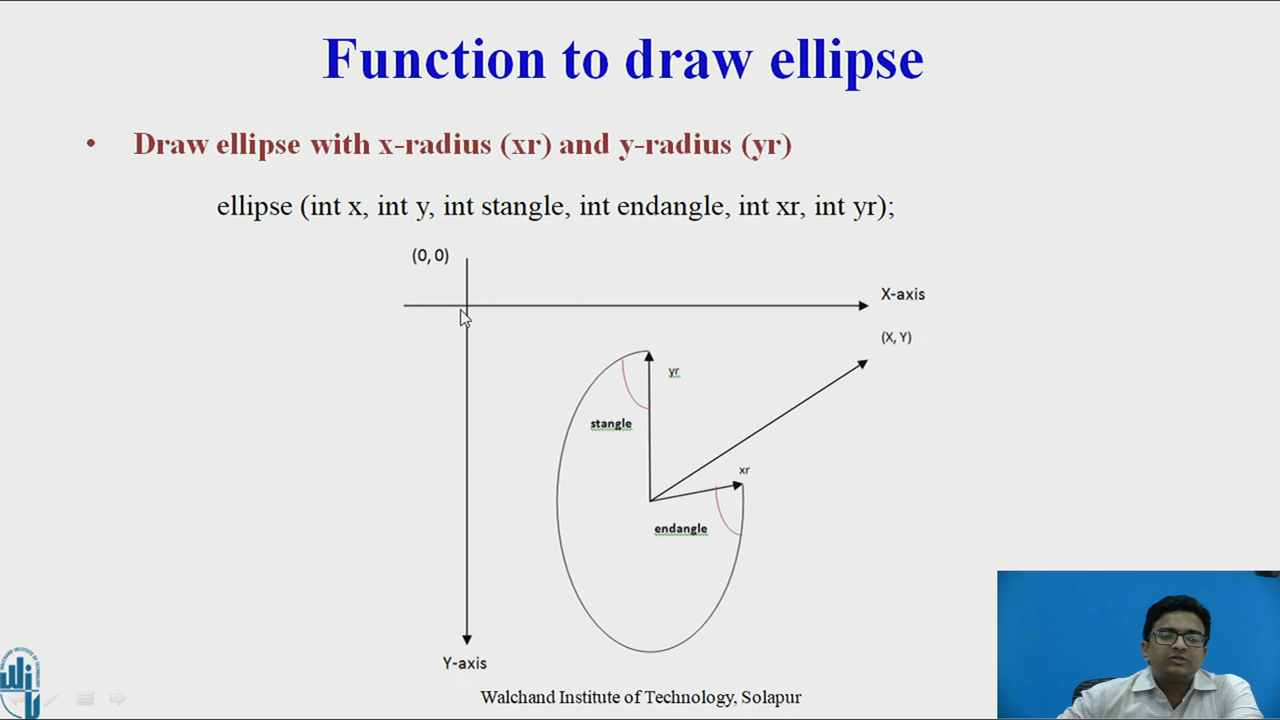 Function to draw ellipse
• Draw ellipse with x-radius (xr) and y-radius (yr)
ellipse (int x, int y, int stangle, int endangle, int xr, int yr);
(0, 0)
X-axis
(X, Y)
yr
stangle
xr
endangle
Y-axis
Walchand Institute of Technology, Solapur